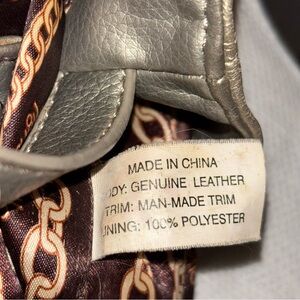 MADE IN CHINA
ODY: GENUINE LEATHER
TRIM: MAN-MADE TRIM
INING: 100% POLYESTER